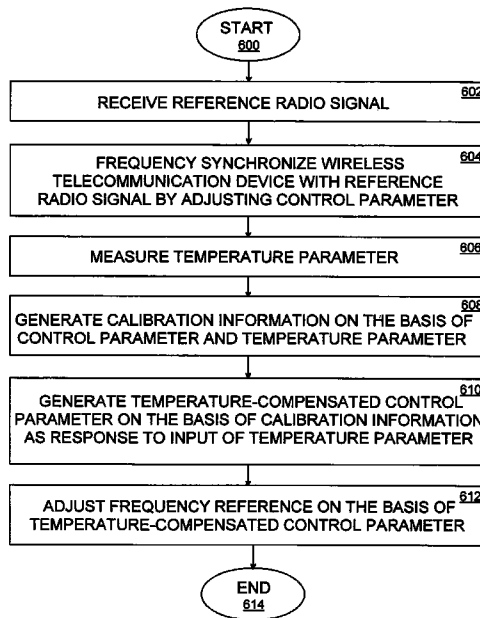 START
600
602
RECEIVE REFERENCE RADIO SIGNAL
604
FREQUENCY SYNCHRONIZE WIRELESS
TELECOMMUNICATION DEVICE WITH REFERENCE
RADIO SIGNAL BY ADJUSTING CONTROL PARAMETER
606
MEASURE TEMPERATURE PARAMETER
608
GENERATE CALIBRATION INFORMATION ON THE BASIS OF
CONTROL PARAMETER AND TEMPERATURE PARAMETER
610
GENERATE TEMPERATURE-COMPENSATED CONTROL
PARAMETER ON THE BASIS OF CALIBRATION INFORMATION
AS RESPONSE TO INPUT OF TEMPERATURE PARAMETER
612
ADJUST FREQUENCY REFERENCE ON THE BASIS OF
TEMPERATURE-COMPENSATED CONTROL PARAMETER
END
614